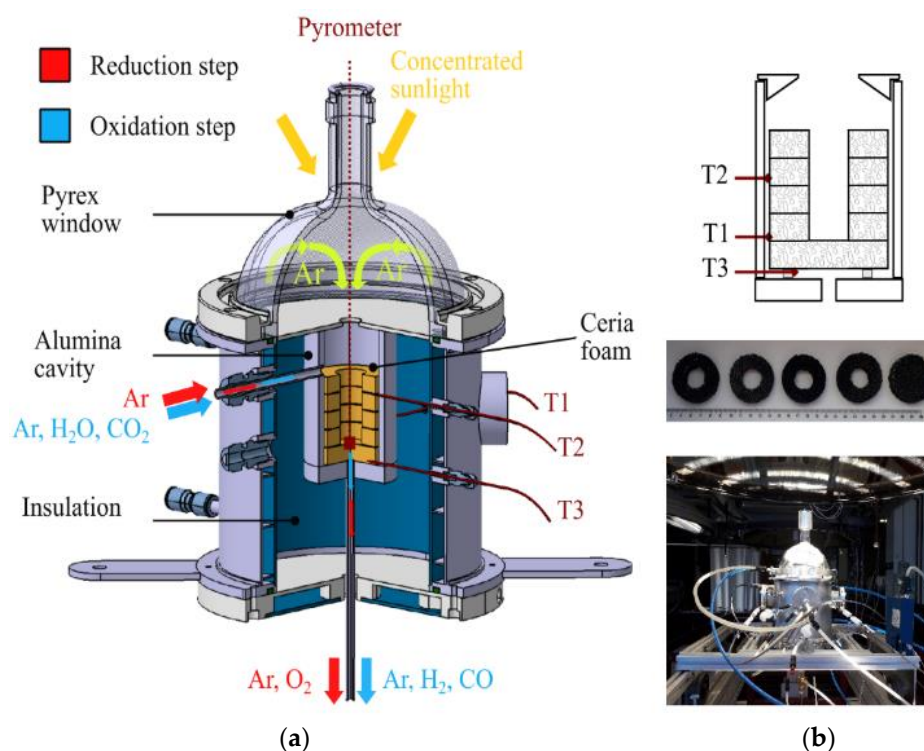 Pyrometer
Reduction step
Concentrated
sunlight
Oxidation step
Pyrex
window
Ar
Ar
Alumina
cavity
Ceria
foam
Ar
Ar, H₂O, CO₂
T1
T2
Insulation
T3
Ar, O₂
Ar, H₂, CO
(a)
T2
T1
T3
(b)